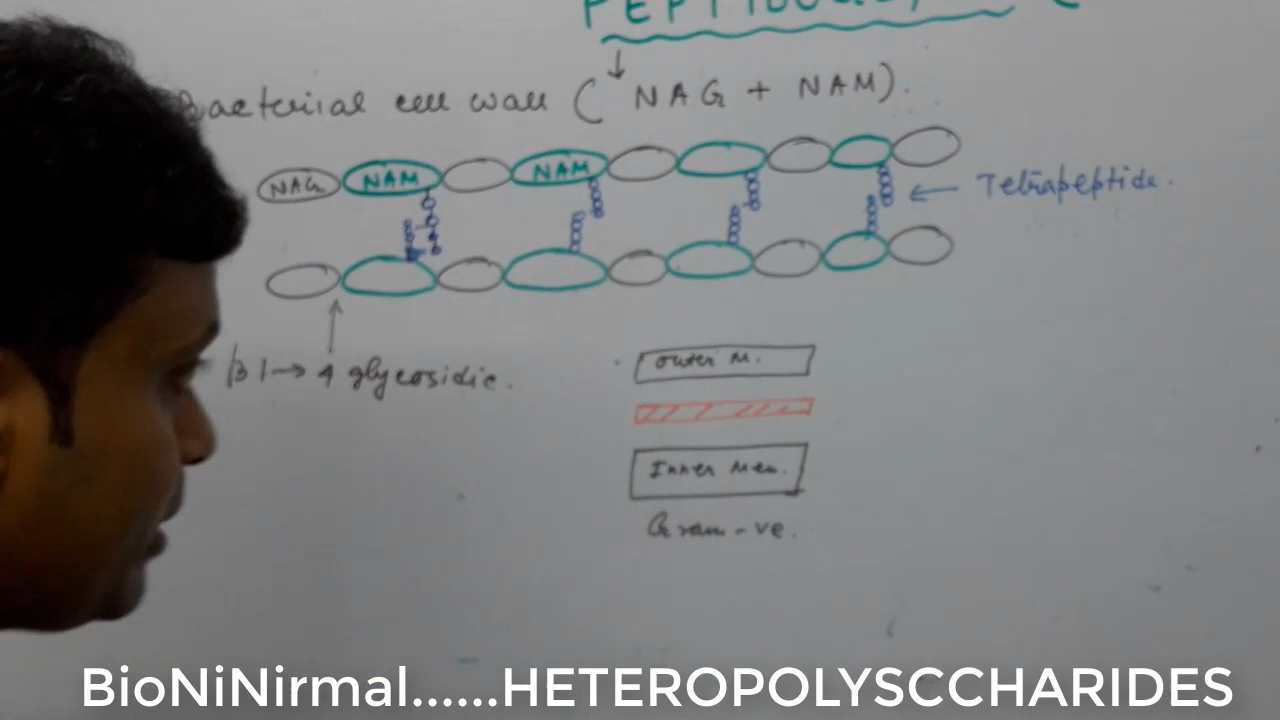 PEPTIDOGLY
Bacterial cell wall ( NAG + NAM).
NAG NAM NAM
Tetrapeptide.
β 1→ 4 glycosidic.
Outer M.
Inner Mem.
Gram -ve.
BioNiNirmal......HETEROPOLYSCCHARIDES